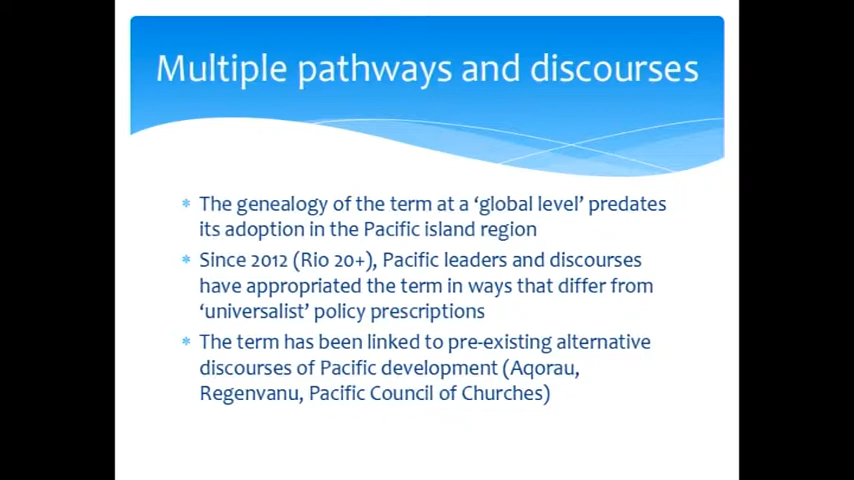 Multiple pathways and discourses
* The genealogy of the term at a ‘global level’ predates
its adoption in the Pacific island region
* Since 2012 (Rio 20+), Pacific leaders and discourses
have appropriated the term in ways that differ from
‘universalist’ policy prescriptions
* The term has been linked to pre-existing alternative
discourses of Pacific development (Aqorau,
Regenvanu, Pacific Council of Churches)